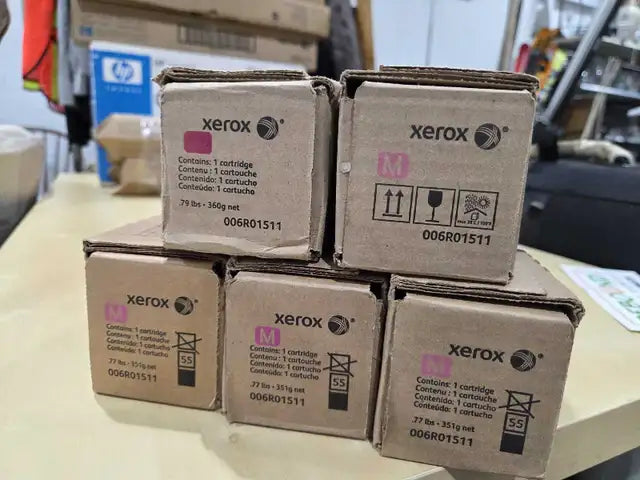 hp
xerox
Contains: 1 cartridge
Contenu : 1 cartouche
Contenido: 1 cartucho
Conteúdo: 1 cartucho
.79 lbs • 360g net
006R01511
xerox
M
006R01511
xerox
M
Contains: 1 cartridge
Contenu : 1 cartouche
Contenido: 1 cartucho
Conteúdo: 1 cartucho
55
.77 lbs • 351g net
006R01511
xerox
M
Contains: 1 cartridge
Contenu : 1 cartouche
Contenido: 1 cartucho
Conteúdo: 1 cartucho
55
.77 lbs • 351g net
006R01511
xerox
M
Contains: 1 cartridge
Contenu : 1 cartouche
Contenido: 1 cartucho
Conteúdo: 1 cartucho
55
.77 lbs • 351g net
006R01511